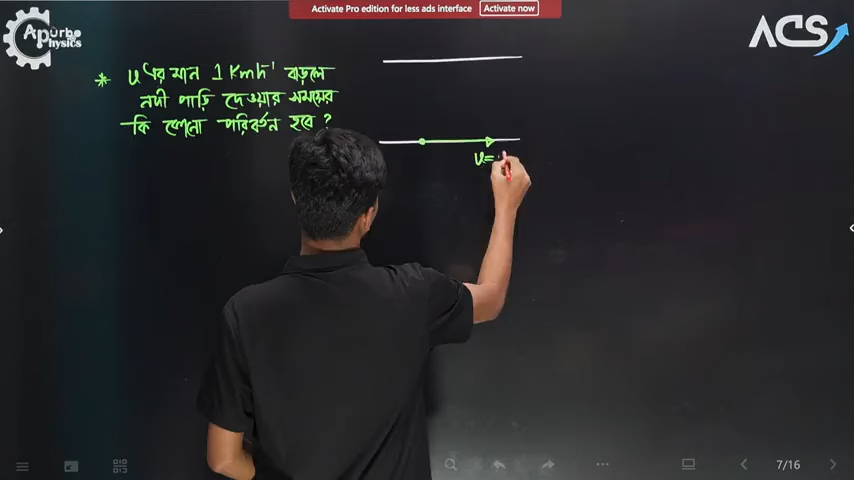 Activate Pro edition for less ads interface Activate now
Apurbo
Physics
ACS
* u এর মান 1 Kmh⁻¹ বাড়লে
নদী পাড়ি দেওয়ার সময়ের
কি কোনো পরিবর্তন হবে ?
u=
7/16